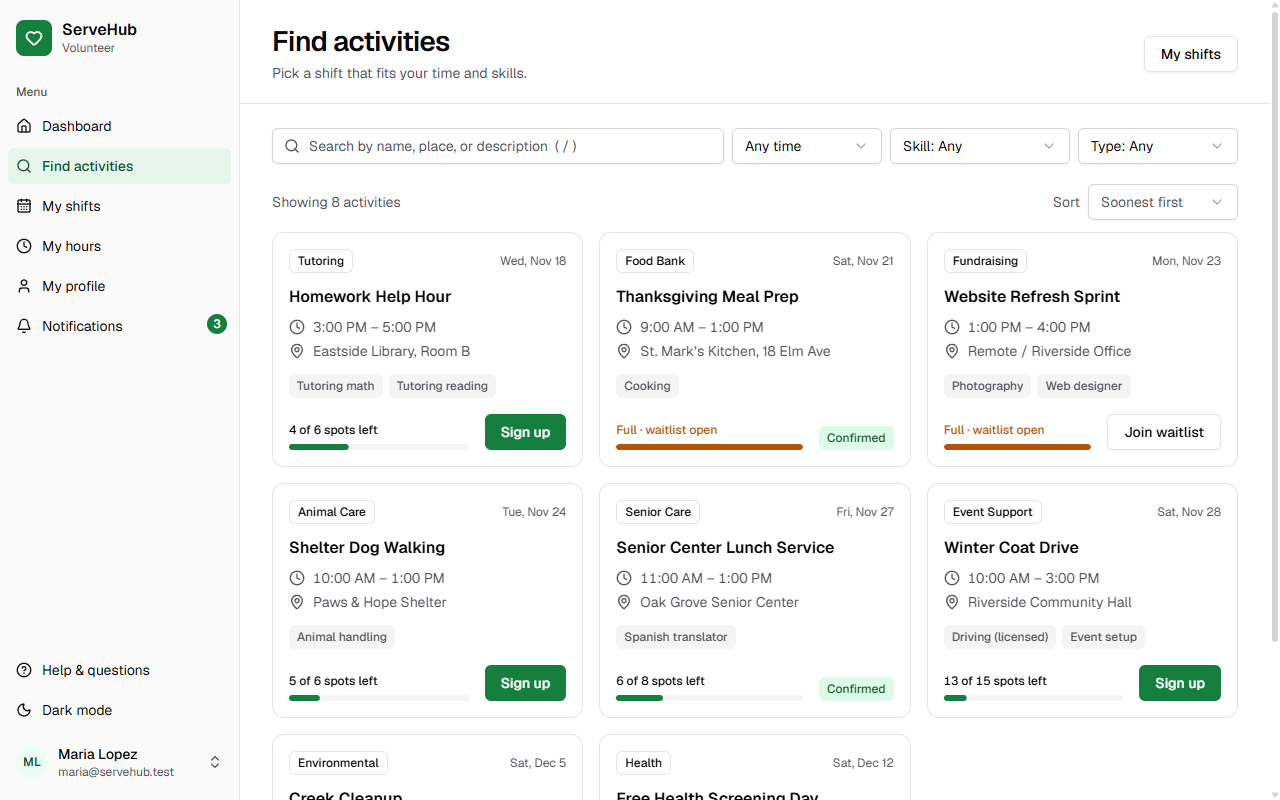 ServeHub
Volunteer
Menu
Dashboard
Find activities
My shifts
My hours
My profile
Notifications
3
Help & questions
Dark mode
ML
Maria Lopez
maria@servehub.test
Find activities
Pick a shift that fits your time and skills.
My shifts
Search by name, place, or description ( / )
Any time
Skill: Any
Type: Any
Showing 8 activities
Sort
Soonest first
Tutoring
Wed, Nov 18
Homework Help Hour
3:00 PM – 5:00 PM
Eastside Library, Room B
Tutoring math
Tutoring reading
4 of 6 spots left
Sign up
Food Bank
Sat, Nov 21
Thanksgiving Meal Prep
9:00 AM – 1:00 PM
St. Mark's Kitchen, 18 Elm Ave
Cooking
Full · waitlist open
Confirmed
Fundraising
Mon, Nov 23
Website Refresh Sprint
1:00 PM – 4:00 PM
Remote / Riverside Office
Photography
Web designer
Full · waitlist open
Join waitlist
Animal Care
Tue, Nov 24
Shelter Dog Walking
10:00 AM – 1:00 PM
Paws & Hope Shelter
Animal handling
5 of 6 spots left
Sign up
Senior Care
Fri, Nov 27
Senior Center Lunch Service
11:00 AM – 1:00 PM
Oak Grove Senior Center
Spanish translator
6 of 8 spots left
Confirmed
Event Support
Sat, Nov 28
Winter Coat Drive
10:00 AM – 3:00 PM
Riverside Community Hall
Driving (licensed)
Event setup
13 of 15 spots left
Sign up
Environmental
Sat, Dec 5
Creek Cleanup
Health
Sat, Dec 12
Free Health Screening Day